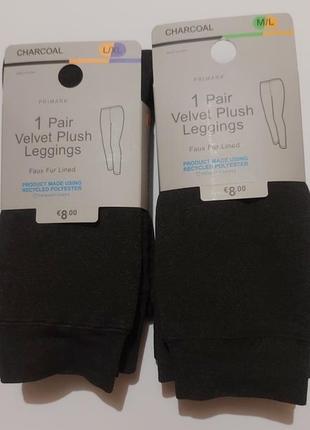 CHARCOAL
L/XL
PRIMARK
1 Pair
Velvet Plush
Leggings
Faux Fur Lined
PRODUCT MADE USING
RECYCLED POLYESTER
€8.00
CHARCOAL
M/L
PRIMARK
1 Pair
Velvet Plush
Leggings
Faux Fur Lined
PRODUCT MADE USING
RECYCLED POLYESTER
€8.00